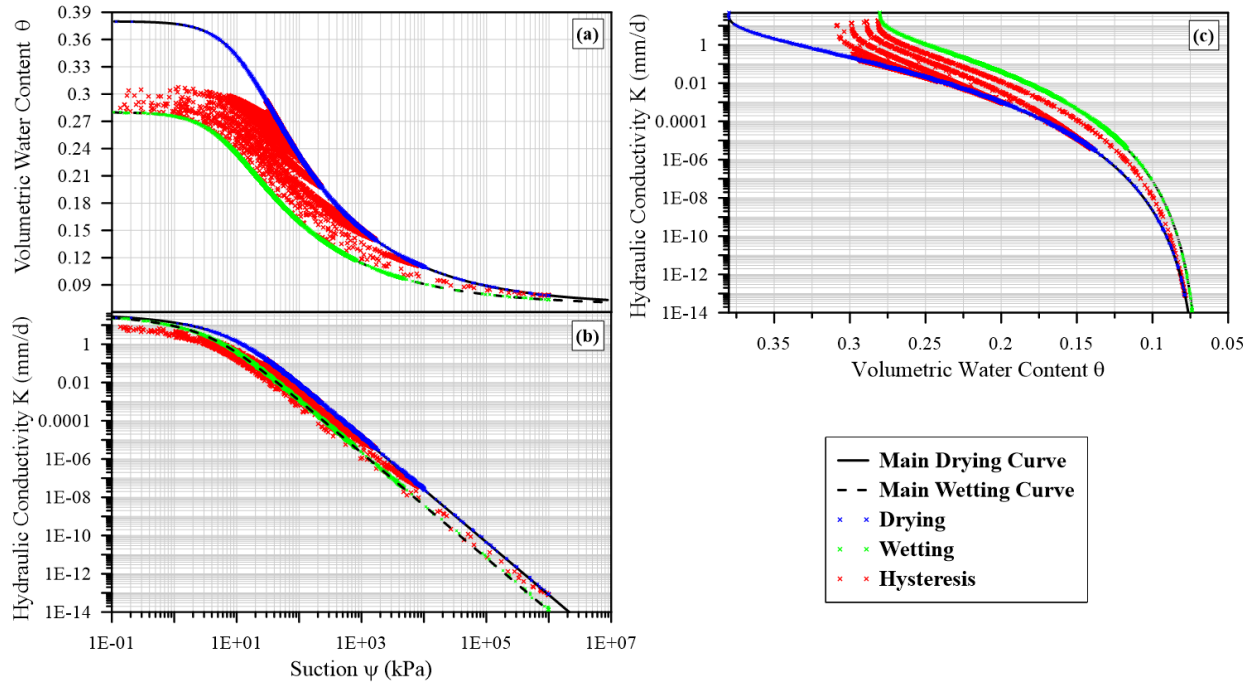 (a)
Volumetric Water Content θ
0.39
0.36
0.33
0.3
0.27
0.24
0.21
0.18
0.15
0.12
0.09
(b)
Hydraulic Conductivity K (mm/d)
1
0.01
0.0001
1E-06
1E-08
1E-10
1E-12
1E-14
1E-01 1E+01 1E+03 1E+05 1E+07
Suction ψ (kPa)
(c)
Hydraulic Conductivity K (mm/d)
1
0.01
0.0001
1E-06
1E-08
1E-10
1E-12
1E-14
0.35 0.3 0.25 0.2 0.15 0.1 0.05
Volumetric Water Content θ
Main Drying Curve
Main Wetting Curve
Drying
Wetting
Hysteresis